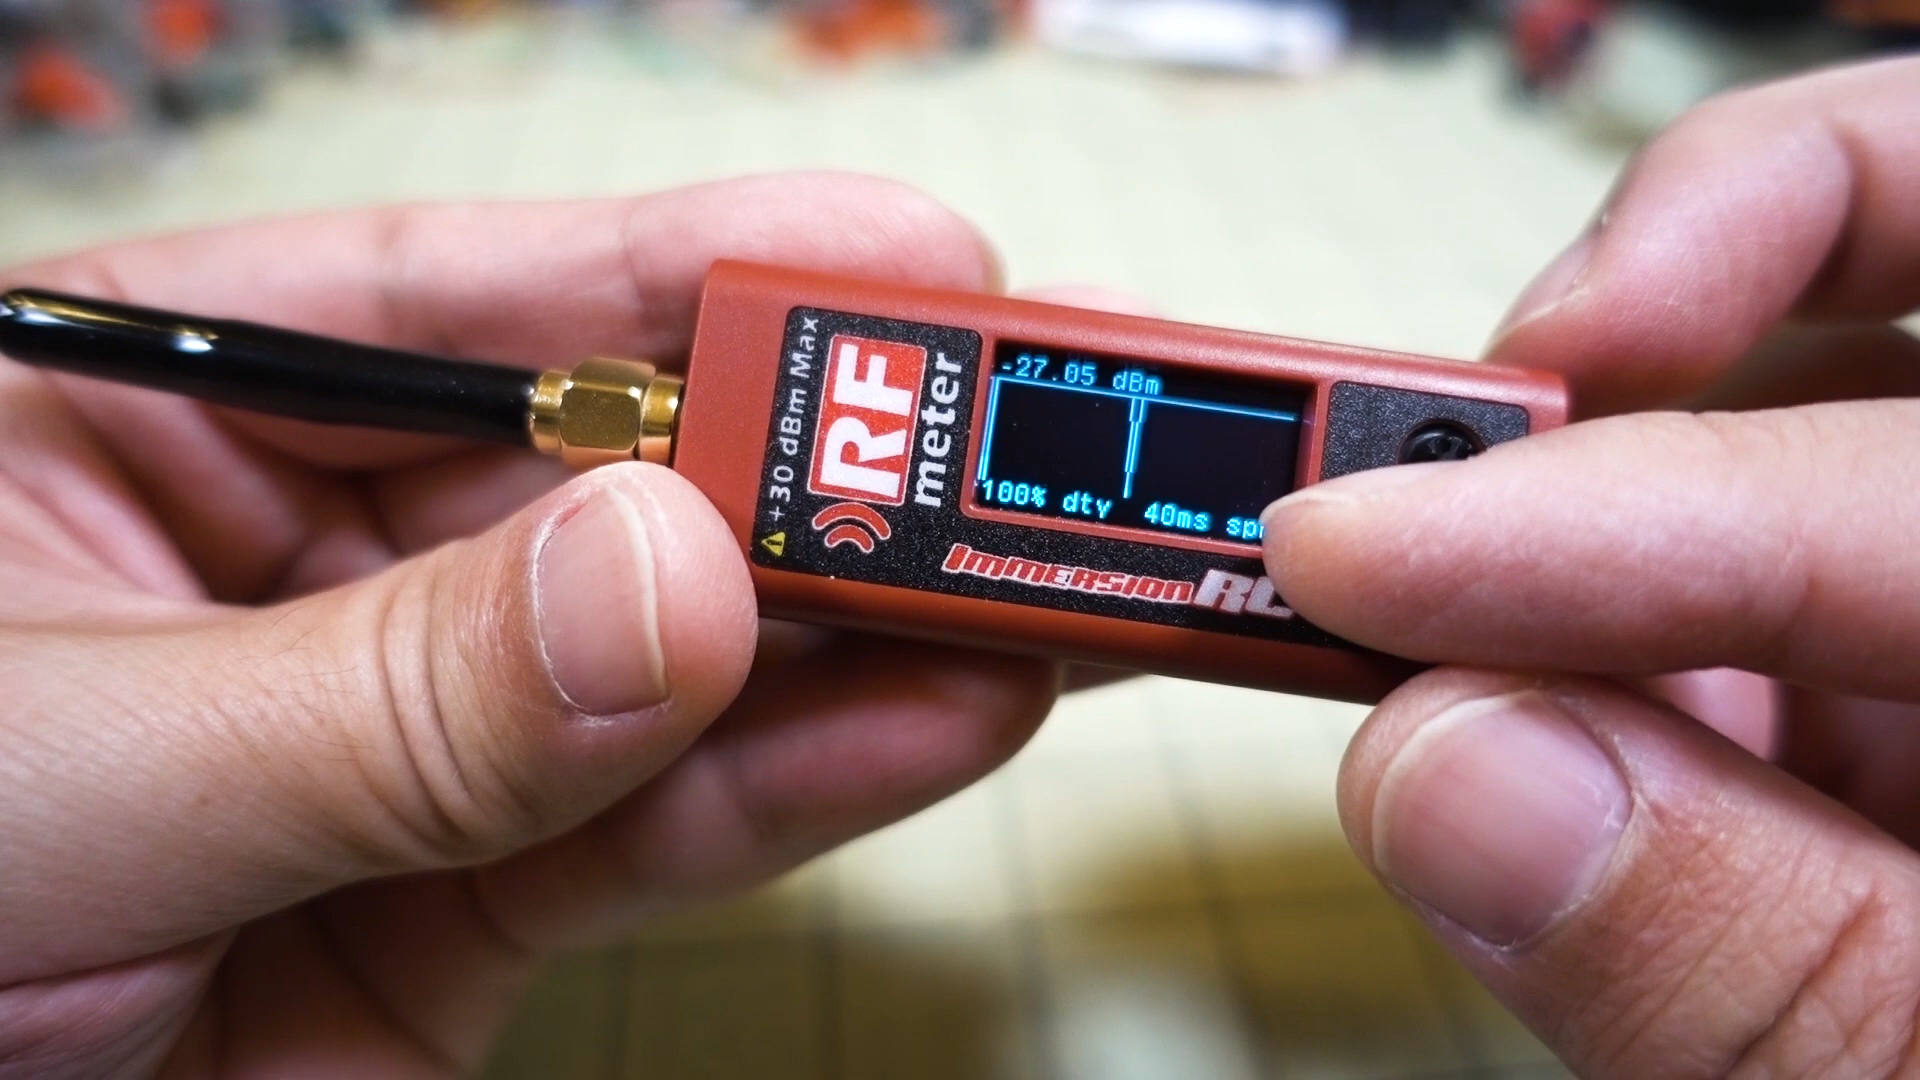 +30 dBm Max
RF
meter
-27.05 dBm
100% dty 40ms
ImmersionRC